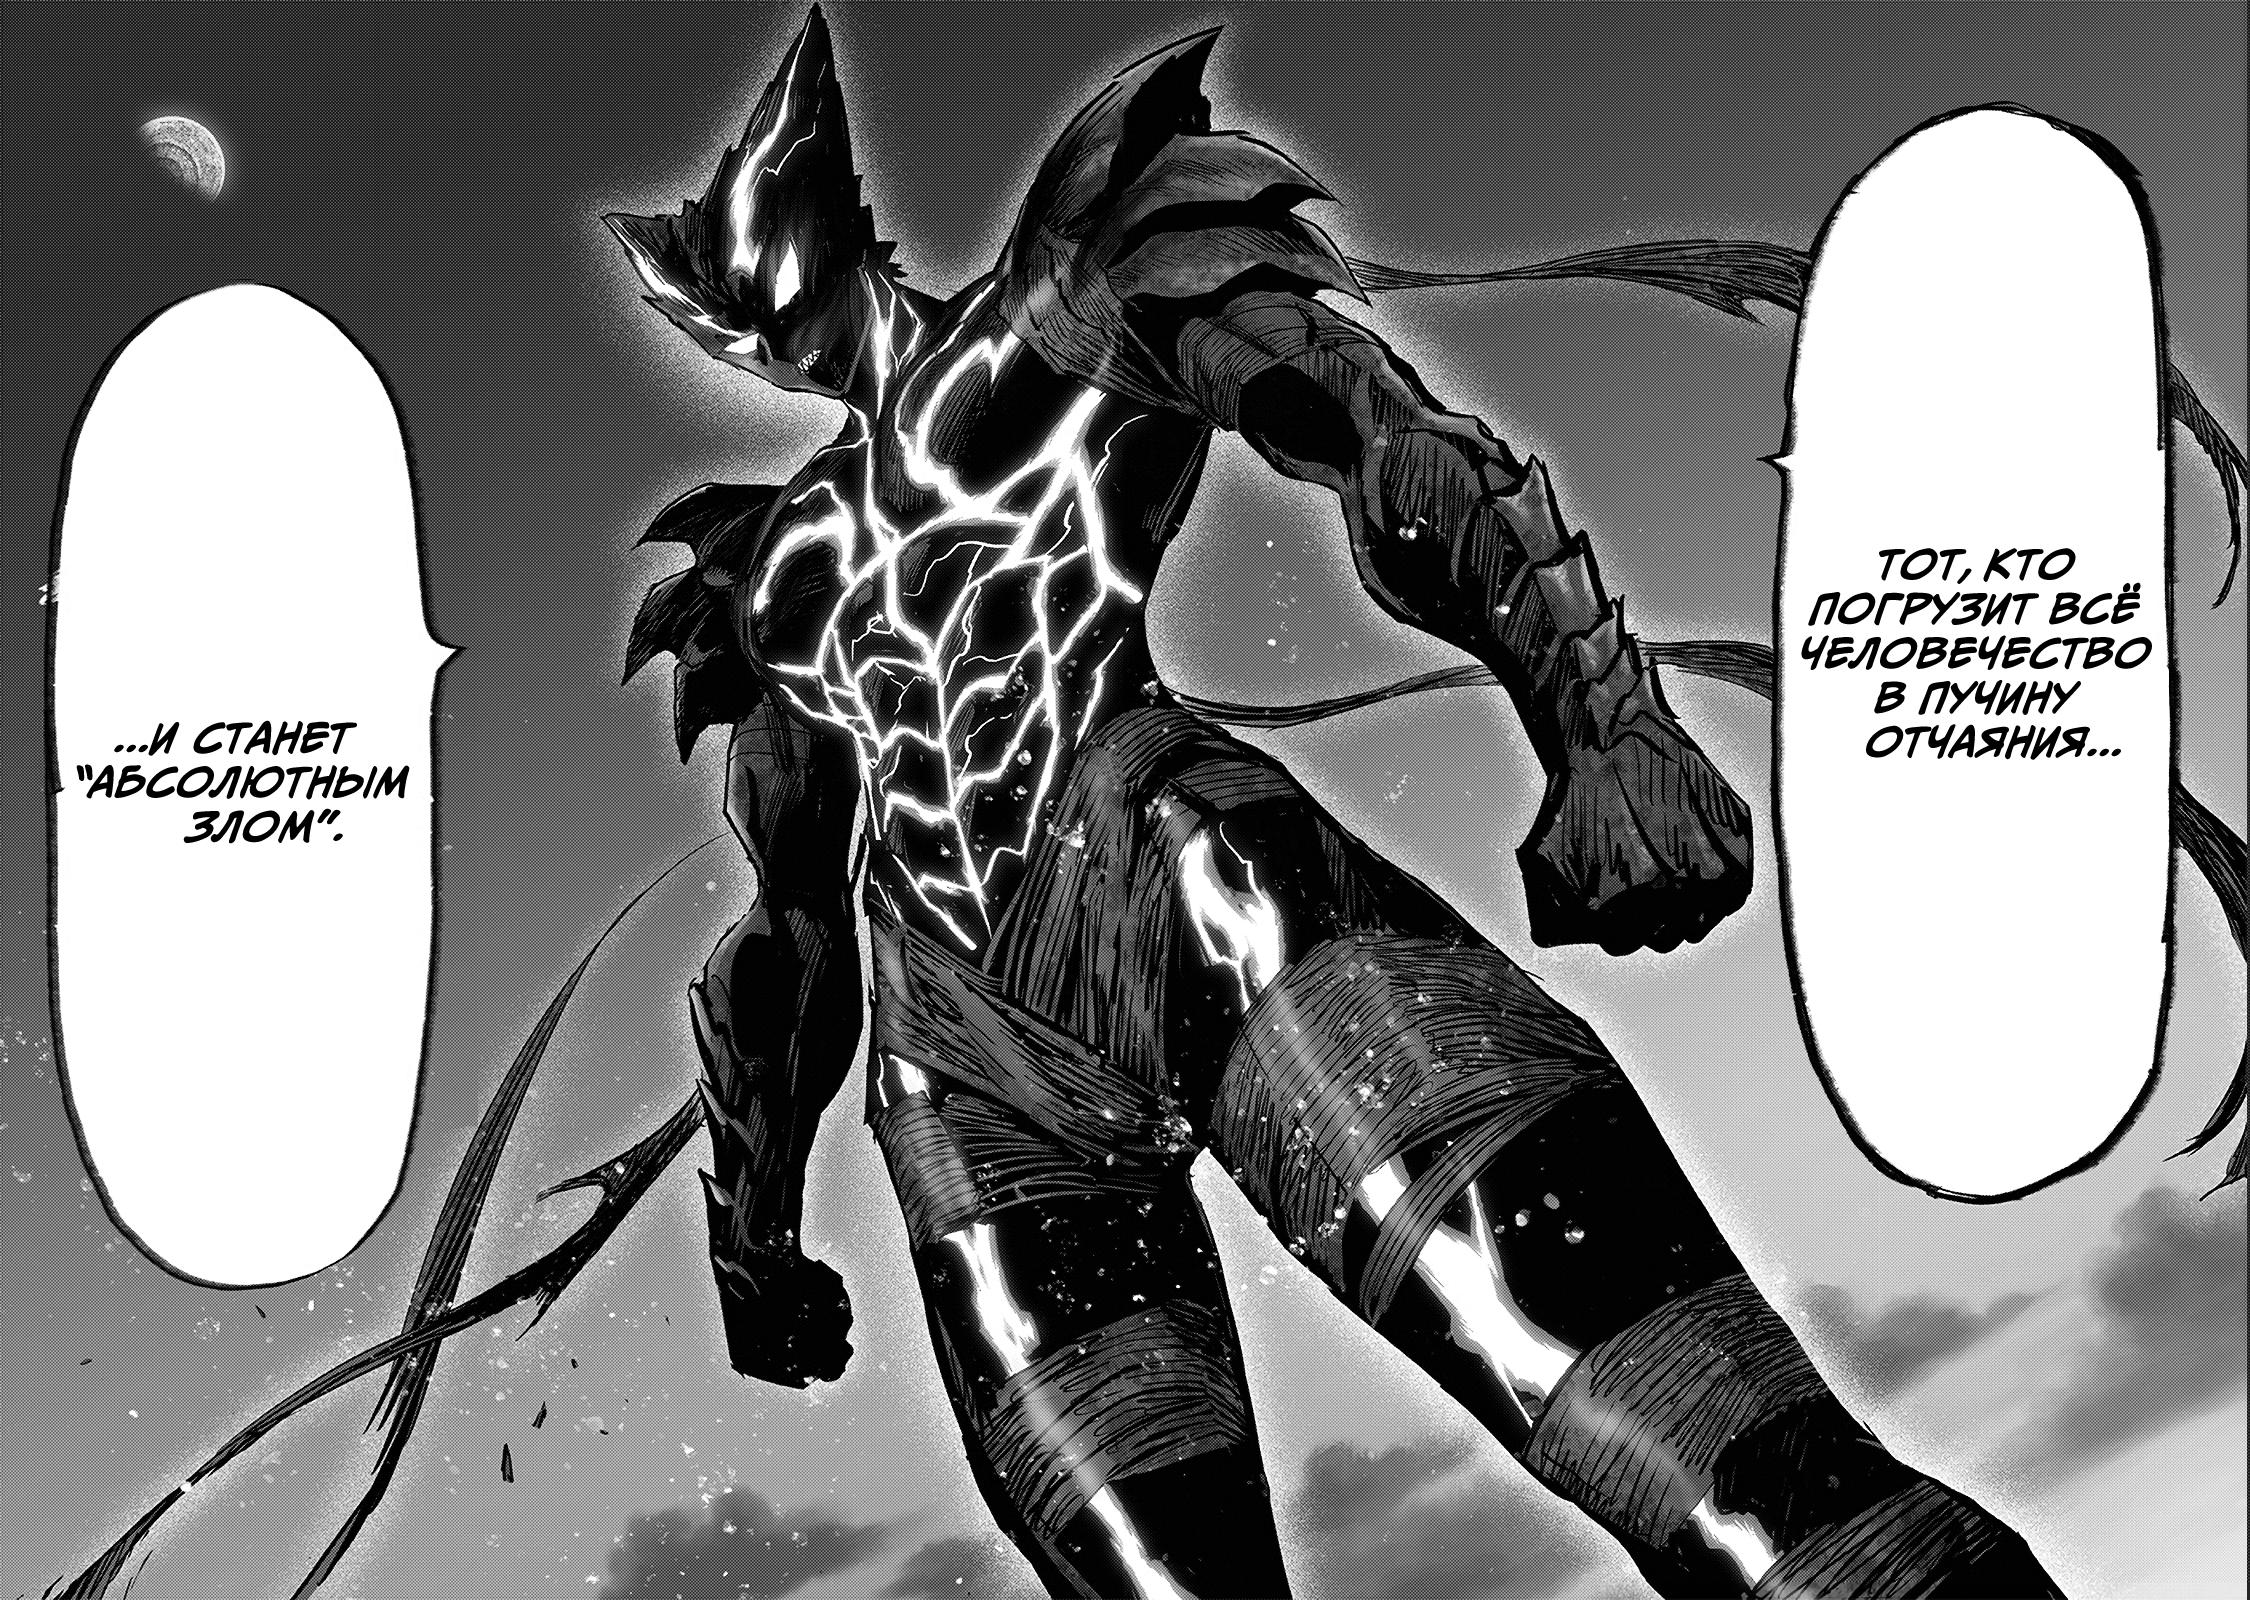 ТОТ, КТО
ПОГРУЗИТ ВСЁ
ЧЕЛОВЕЧЕСТВО
В ПУЧИНУ
ОТЧАЯНИЯ...
...И СТАНЕТ
"АБСОЛЮТНЫМ
ЗЛОМ".